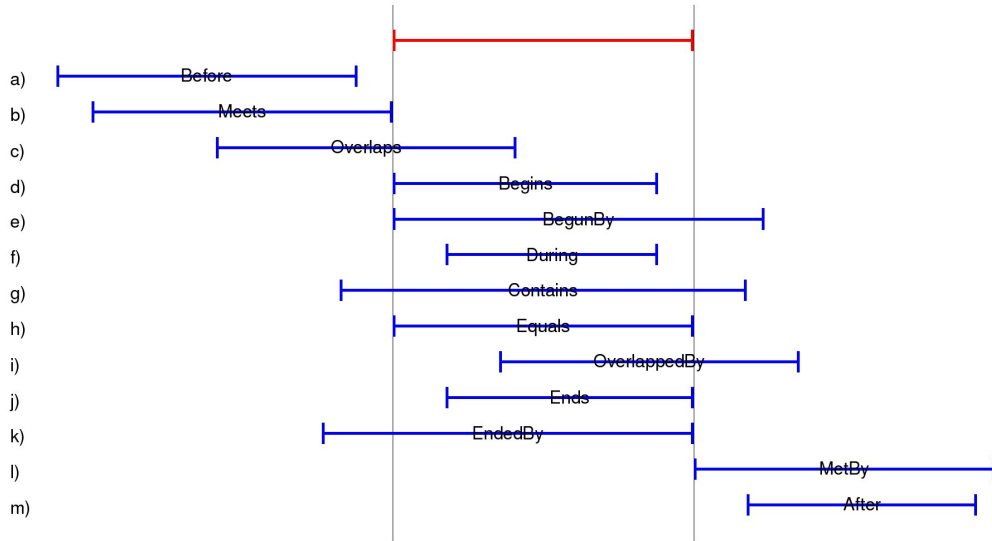 a) Before
b) Meets
c) Overlaps
d) Begins
e) BegunBy
f) During
g) Contains
h) Equals
i) OverlappedBy
j) Ends
k) EndedBy
l) MetBy
m) After